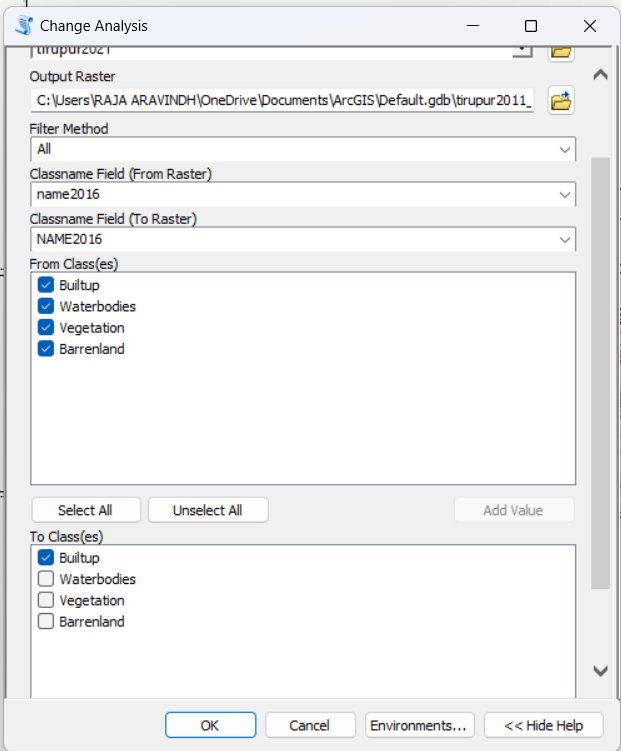 Change Analysis
tirupur2021
Output Raster
C:\Users\RAJA ARAVINDH\OneDrive\Documents\ArcGIS\Default.gdb\tirupur2011_
Filter Method
All
Classname Field (From Raster)
name2016
Classname Field (To Raster)
NAME2016
From Class(es)
Builtup
Waterbodies
Vegetation
Barrenland
Select All Unselect All Add Value
To Class(es)
Builtup
Waterbodies
Vegetation
Barrenland
OK Cancel Environments... << Hide Help